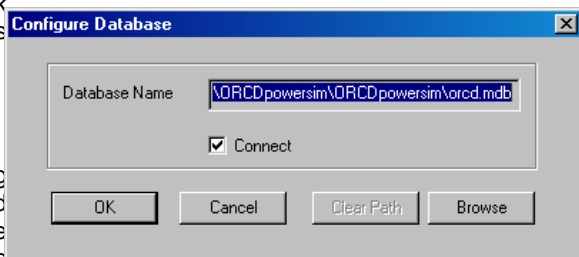 Configure Database
Database Name
\ORCDpowersim\ORCDpowersim\orcd.mdb
Connect
OK
Cancel
Clear Path
Browse